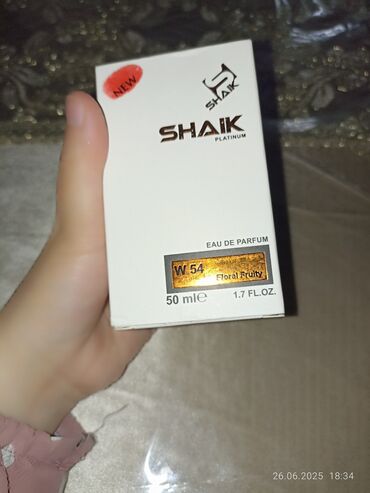 NEW
SHAIK
SHAiK
PLATINUM
EAU DE PARFUM
W 54
Floral Fruity
50 ml℮ 1.7 FL.OZ.
26.06.2025 18:34